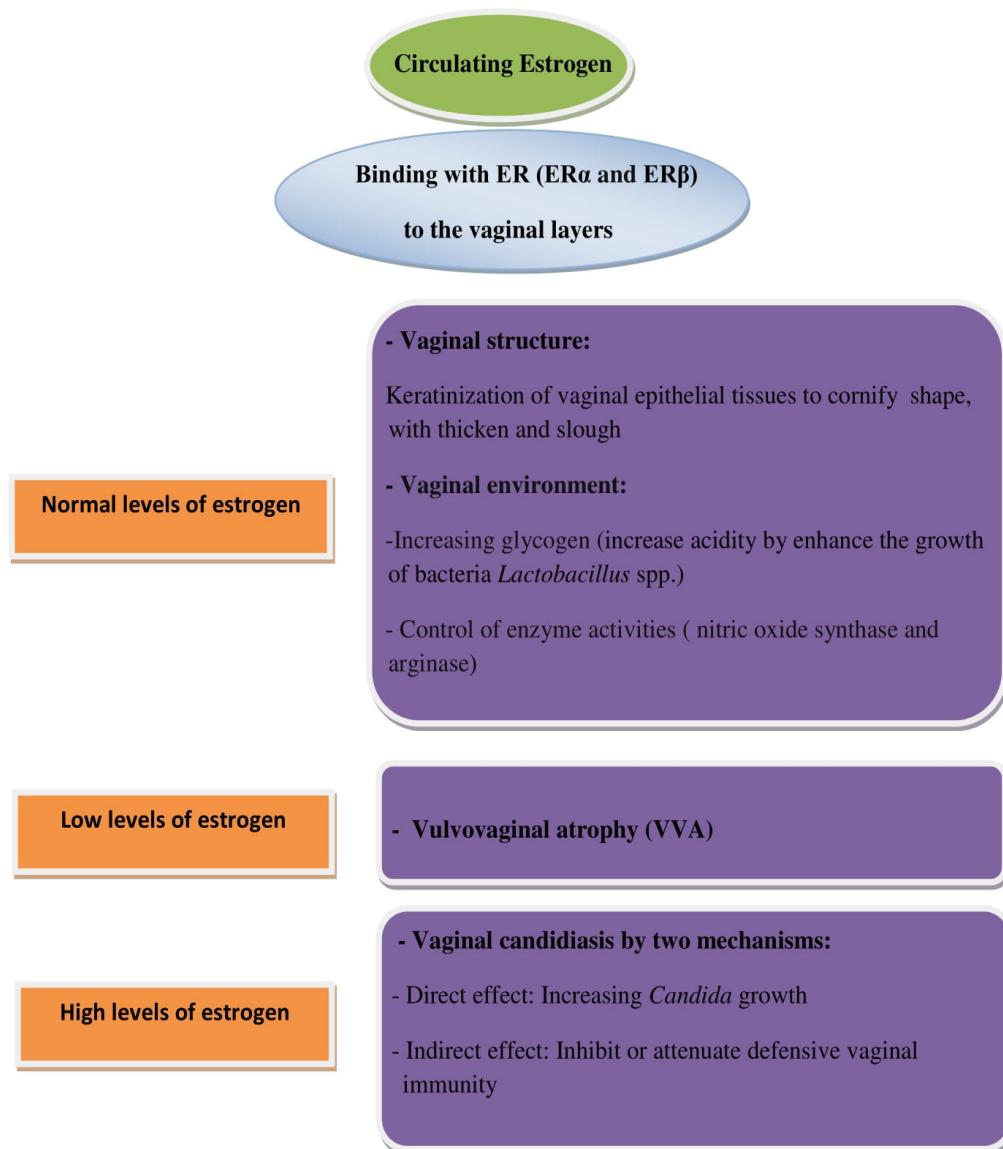 Circulating Estrogen
Binding with ER (ERα and ERβ)
to the vaginal layers
Normal levels of estrogen
- Vaginal structure:
Keratinization of vaginal epithelial tissues to cornify shape,
with thicken and slough
- Vaginal environment:
-Increasing glycogen (increase acidity by enhance the growth
of bacteria Lactobacillus spp.)
- Control of enzyme activities ( nitric oxide synthase and
arginase)
Low levels of estrogen
- Vulvovaginal atrophy (VVA)
High levels of estrogen
- Vaginal candidiasis by two mechanisms:
- Direct effect: Increasing Candida growth
- Indirect effect: Inhibit or attenuate defensive vaginal
immunity